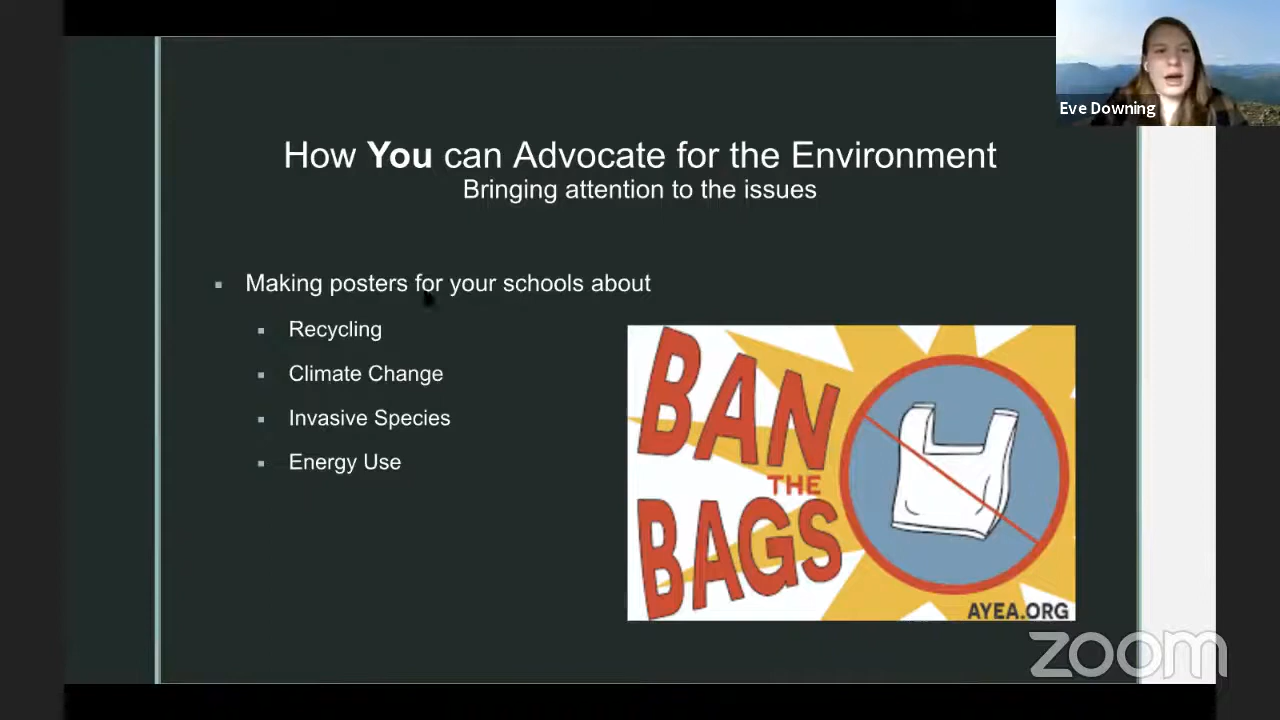 Eve Downing
How You can Advocate for the Environment
Bringing attention to the issues
Making posters for your schools about
Recycling
Climate Change
Invasive Species
Energy Use
BAN
THE
BAGS
AYEA.ORG
zoom